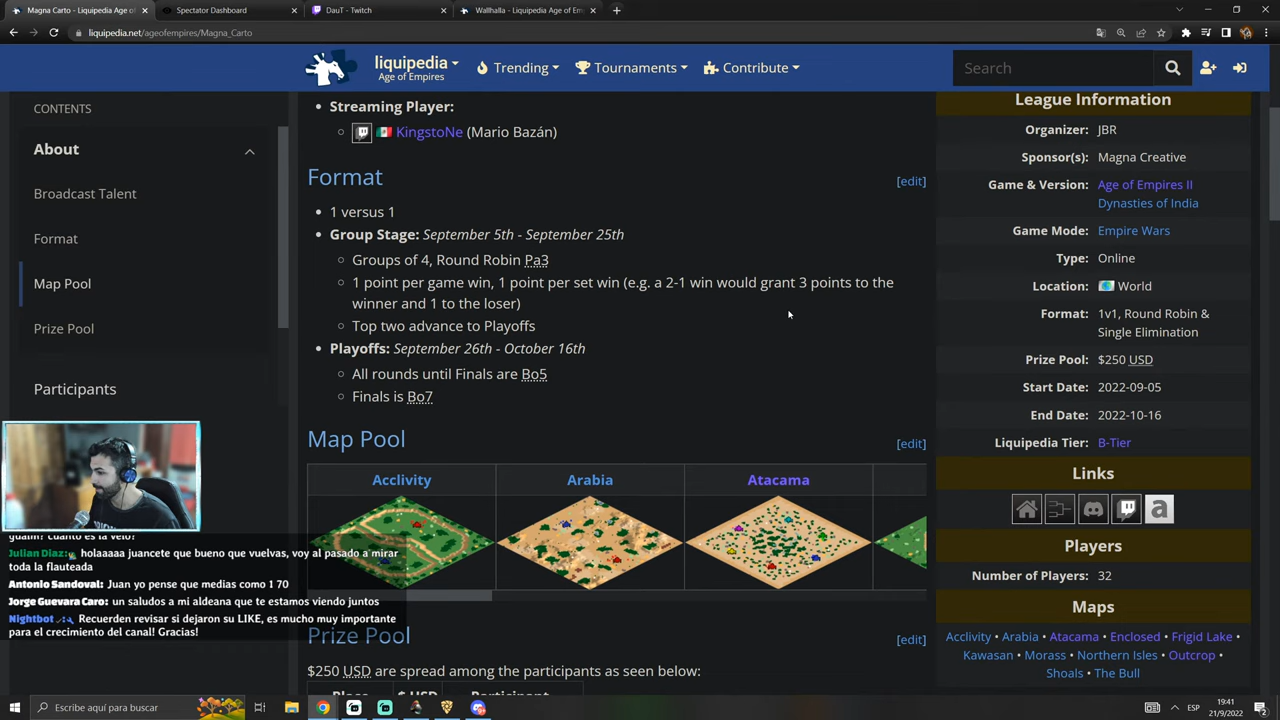 Magna Carto - Liquipedia Age of
Spectator Dashboard
DauT - Twitch
Wallhalla - Liquipedia Age of Em
liquipedia.net/ageofempires/Magna_Carto
liquipedia
Age of Empires
Trending
Tournaments
Contribute
Search
CONTENTS
About
Broadcast Talent
Format
Map Pool
Prize Pool
Participants
Streaming Player:
KingstoNe (Mario Bazán)
Format
[edit]
1 versus 1
Group Stage: September 5th - September 25th
Groups of 4, Round Robin Pa3
1 point per game win, 1 point per set win (e.g. a 2-1 win would grant 3 points to the
winner and 1 to the loser)
Top two advance to Playoffs
Playoffs: September 26th - October 16th
All rounds until Finals are Bo5
Finals is Bo7
Map Pool
[edit]
Acclivity
Arabia
Atacama
Prize Pool
[edit]
$250 USD are spread among the participants as seen below:
Place
$ USD
Participant
League Information
Organizer: JBR
Sponsor(s): Magna Creative
Game & Version: Age of Empires II
Dynasties of India
Game Mode: Empire Wars
Type: Online
Location: World
Format: 1v1, Round Robin &
Single Elimination
Prize Pool: $250 USD
Start Date: 2022-09-05
End Date: 2022-10-16
Liquipedia Tier: B-Tier
Links
a
Players
Number of Players: 32
Maps
Acclivity · Arabia · Atacama · Enclosed · Frigid Lake ·
Kawasan · Morass · Northern Isles · Outcrop ·
Shoals · The Bull
Julian Diaz: holaaaaa juancete que bueno que vuelvas, voy al pasado a mirar
toda la flauteada
Antonio Sandoval: Juan yo pense que medias como 1 70
Jorge Guevara Caro: un saludos a mi aldeana que te estamos viendo juntos
Nightbot: Recuerden revisar si dejaron su LIKE, es mucho muy importante
para el crecimiento del canal! Gracias!
Escribe aquí para buscar
ESP
19:41
21/9/2022
2